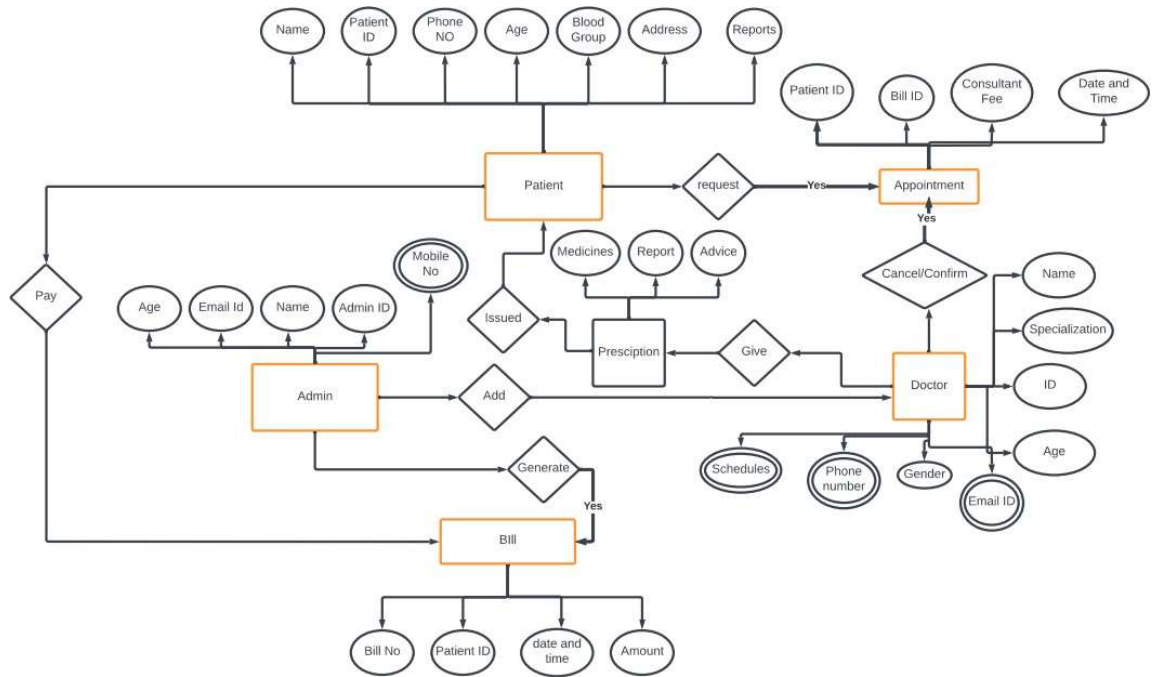 Name
Patient
ID
Phone
NO
Age
Blood
Group
Address
Reports
Patient ID
Bill ID
Consultant
Fee
Date and
Time
Patient
request
Yes
Appointment
Yes
Mobile
No
Medicines
Report
Advice
Cancel/Confirm
Name
Pay
Age
Email Id
Name
Admin ID
Issued
Presciption
Give
Specialization
Admin
Add
Doctor
ID
Schedules
Phone
number
Gender
Age
Email ID
Generate
Yes
BIll
Bill No
Patient ID
date and
time
Amount